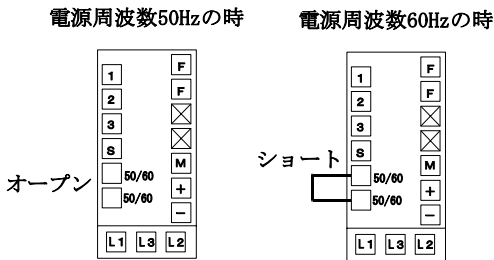 電源周波数50Hzの時
1
2
3
S
50/60
50/60
F
F
M
+
−
オープン
L1 L3 L2
電源周波数60Hzの時
1
2
3
S
50/60
50/60
F
F
M
+
−
ショート
L1 L3 L2